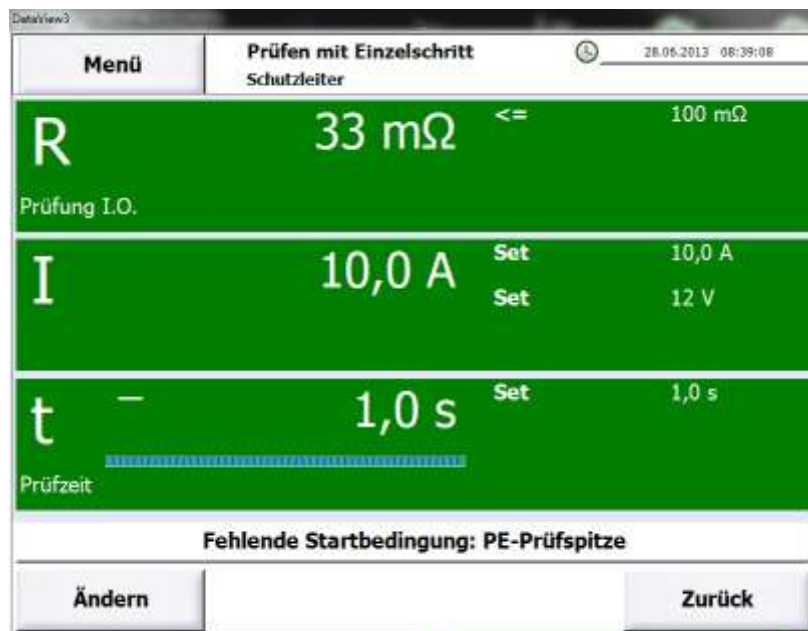 DataView3
Menü
Prüfen mit Einzelschritt
Schutzleiter
28.06.2013 08:39:08
R 33 mΩ <= 100 mΩ
Prüfung I.O.
I 10,0 A Set 10,0 A
Set 12 V
t – 1,0 s Set 1,0 s
Prüfzeit
Fehlende Startbedingung: PE-Prüfspitze
Ändern
Zurück